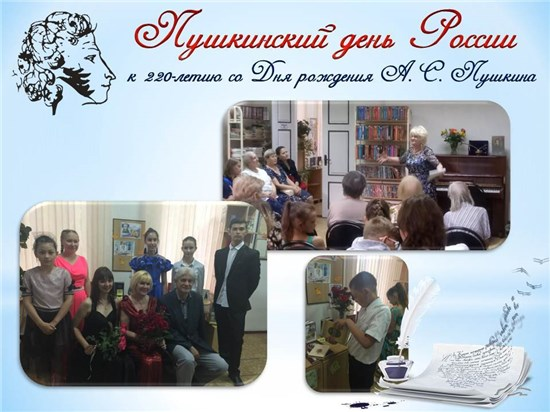 Пушкинский день России
к 220-летию со Дня рождения А. С. Пушкина